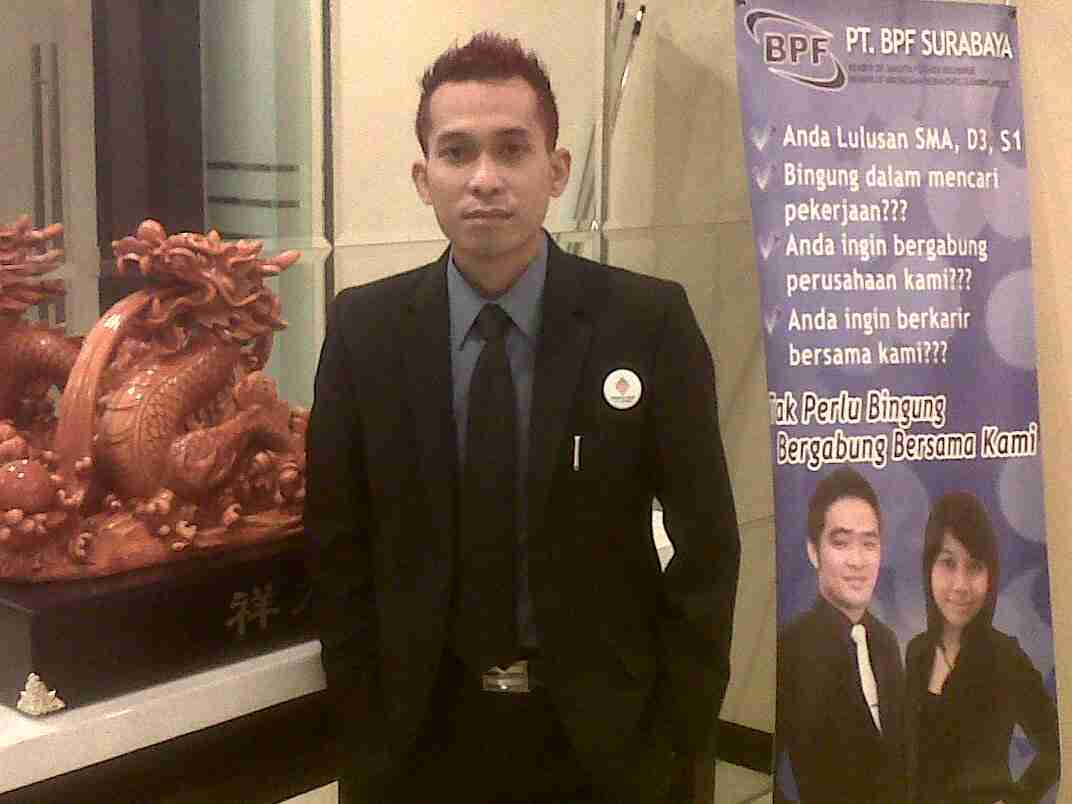 BPF
PT. BPF SURABAYA
Anda Lulusan SMA, D3, S1
Bingung dalam mencari
pekerjaan???
Anda ingin bergabung
perusahaan kami???
Anda ingin berkarir
bersama kami???
Tak Perlu Bingung
Bergabung Bersama Kami
祥